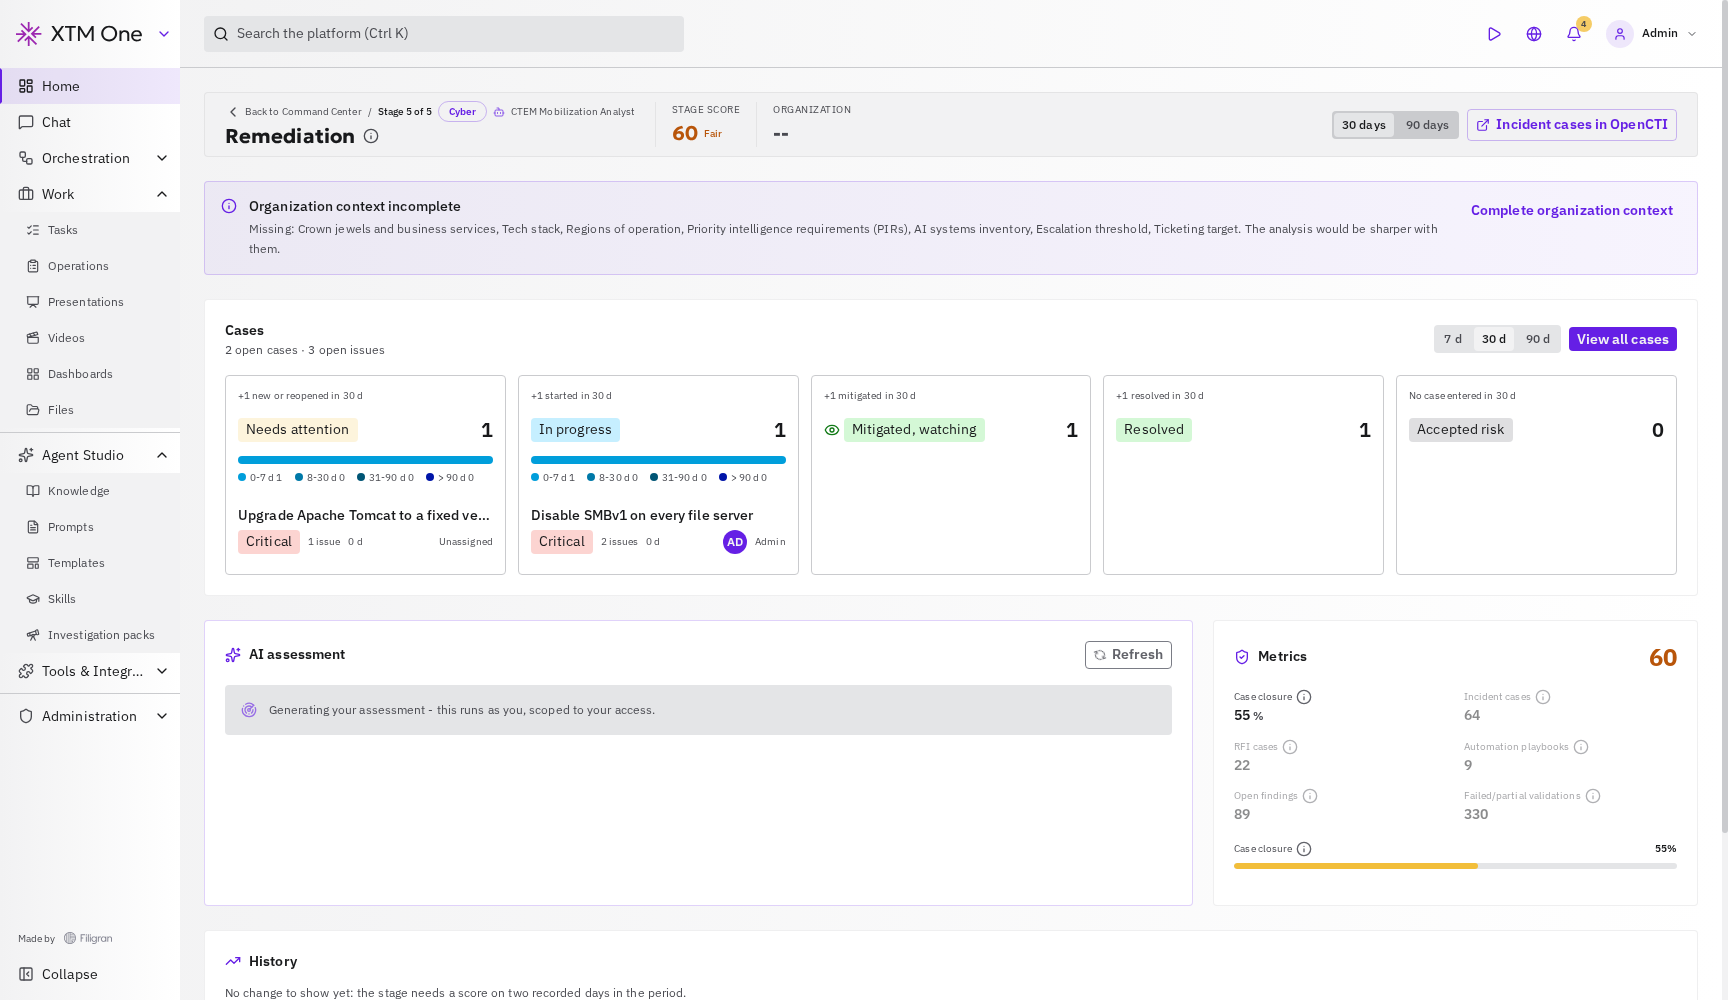 XTM One
Search the platform (Ctrl K)
4
Admin
Home
Chat
Orchestration
Work
Tasks
Operations
Presentations
Videos
Dashboards
Files
Agent Studio
Knowledge
Prompts
Templates
Skills
Investigation packs
Tools & Integr...
Administration
Made by Filigran
Collapse
Back to Command Center / Stage 5 of 5 Cyber CTEM Mobilization Analyst
Remediation
STAGE SCORE
60 Fair
ORGANIZATION
--
30 days 90 days
Incident cases in OpenCTI
Organization context incomplete
Missing: Crown jewels and business services, Tech stack, Regions of operation, Priority intelligence requirements (PIRs), AI systems inventory, Escalation threshold, Ticketing target. The analysis would be sharper with
them.
Complete organization context
Cases
2 open cases · 3 open issues
7 d 30 d 90 d View all cases
+1 new or reopened in 30 d
Needs attention 1
0-7 d 1 8-30 d 0 31-90 d 0 > 90 d 0
Upgrade Apache Tomcat to a fixed ve...
Critical 1 issue 0 d Unassigned
+1 started in 30 d
In progress 1
0-7 d 1 8-30 d 0 31-90 d 0 > 90 d 0
Disable SMBv1 on every file server
Critical 2 issues 0 d AD Admin
+1 mitigated in 30 d
Mitigated, watching 1
+1 resolved in 30 d
Resolved 1
No case entered in 30 d
Accepted risk 0
AI assessment
Refresh
Generating your assessment - this runs as you, scoped to your access.
Metrics 60
Case closure
55 %
Incident cases
64
RFI cases
22
Automation playbooks
9
Open findings
89
Failed/partial validations
330
Case closure 55%
History
No change to show yet: the stage needs a score on two recorded days in the period.